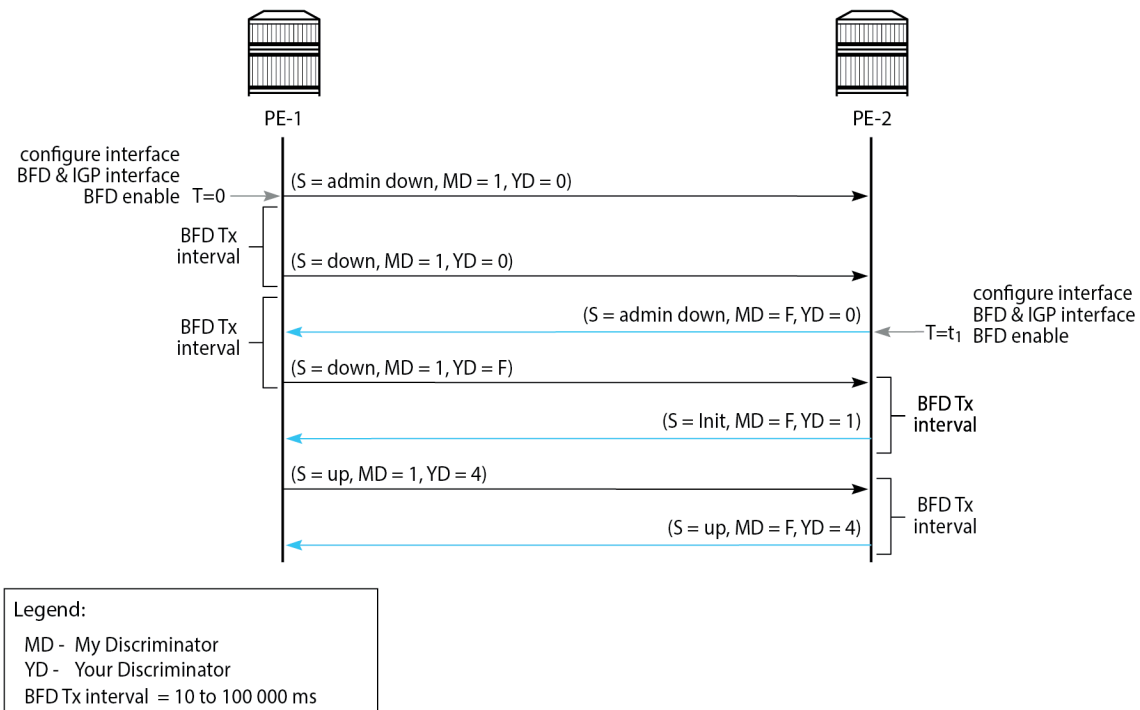 PE-1
PE-2
configure interface
BFD & IGP interface
BFD enable T=0
(S = admin down, MD = 1, YD = 0)
BFD Tx
interval
(S = down, MD = 1, YD = 0)
(S = admin down, MD = F, YD = 0)
configure interface
BFD & IGP interface
T=t1 BFD enable
BFD Tx
interval
(S = down, MD = 1, YD = F)
BFD Tx
interval
(S = Init, MD = F, YD = 1)
(S = up, MD = 1, YD = 4)
BFD Tx
interval
(S = up, MD = F, YD = 4)
Legend:
MD - My Discriminator
YD - Your Discriminator
BFD Tx interval = 10 to 100 000 ms